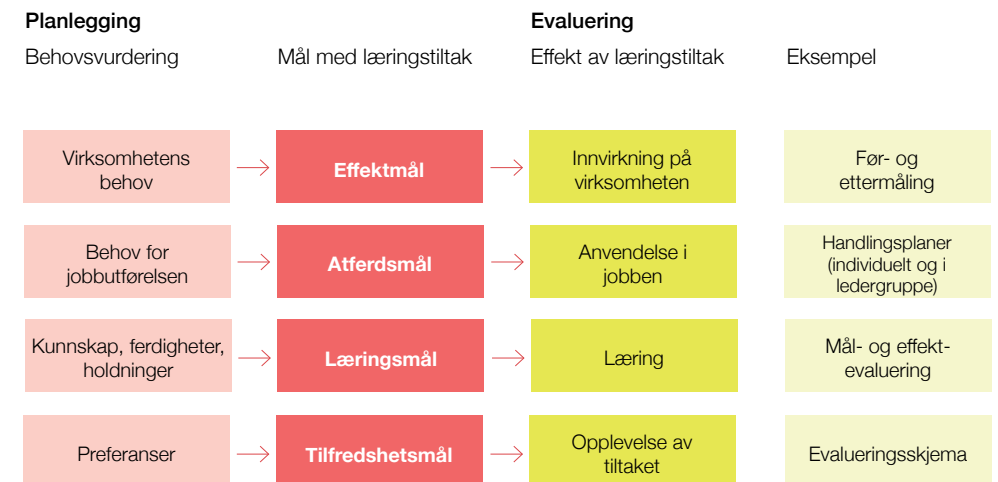 Planlegging
Evaluering
Behovsvurdering
Mål med læringstiltak
Effekt av læringstiltak
Eksempel
Virksomhetens
behov
Effektmål
Innvirkning på
virksomheten
Før- og
ettermåling
Behov for
jobbutførelsen
Atferdsmål
Anvendelse i
jobben
Handlingsplaner
(individuelt og i
ledergruppe)
Kunnskap, ferdigheter,
holdninger
Læringsmål
Læring
Mål- og effekt-
evaluering
Preferanser
Tilfredshetsmål
Opplevelse av
tiltaket
Evalueringsskjema